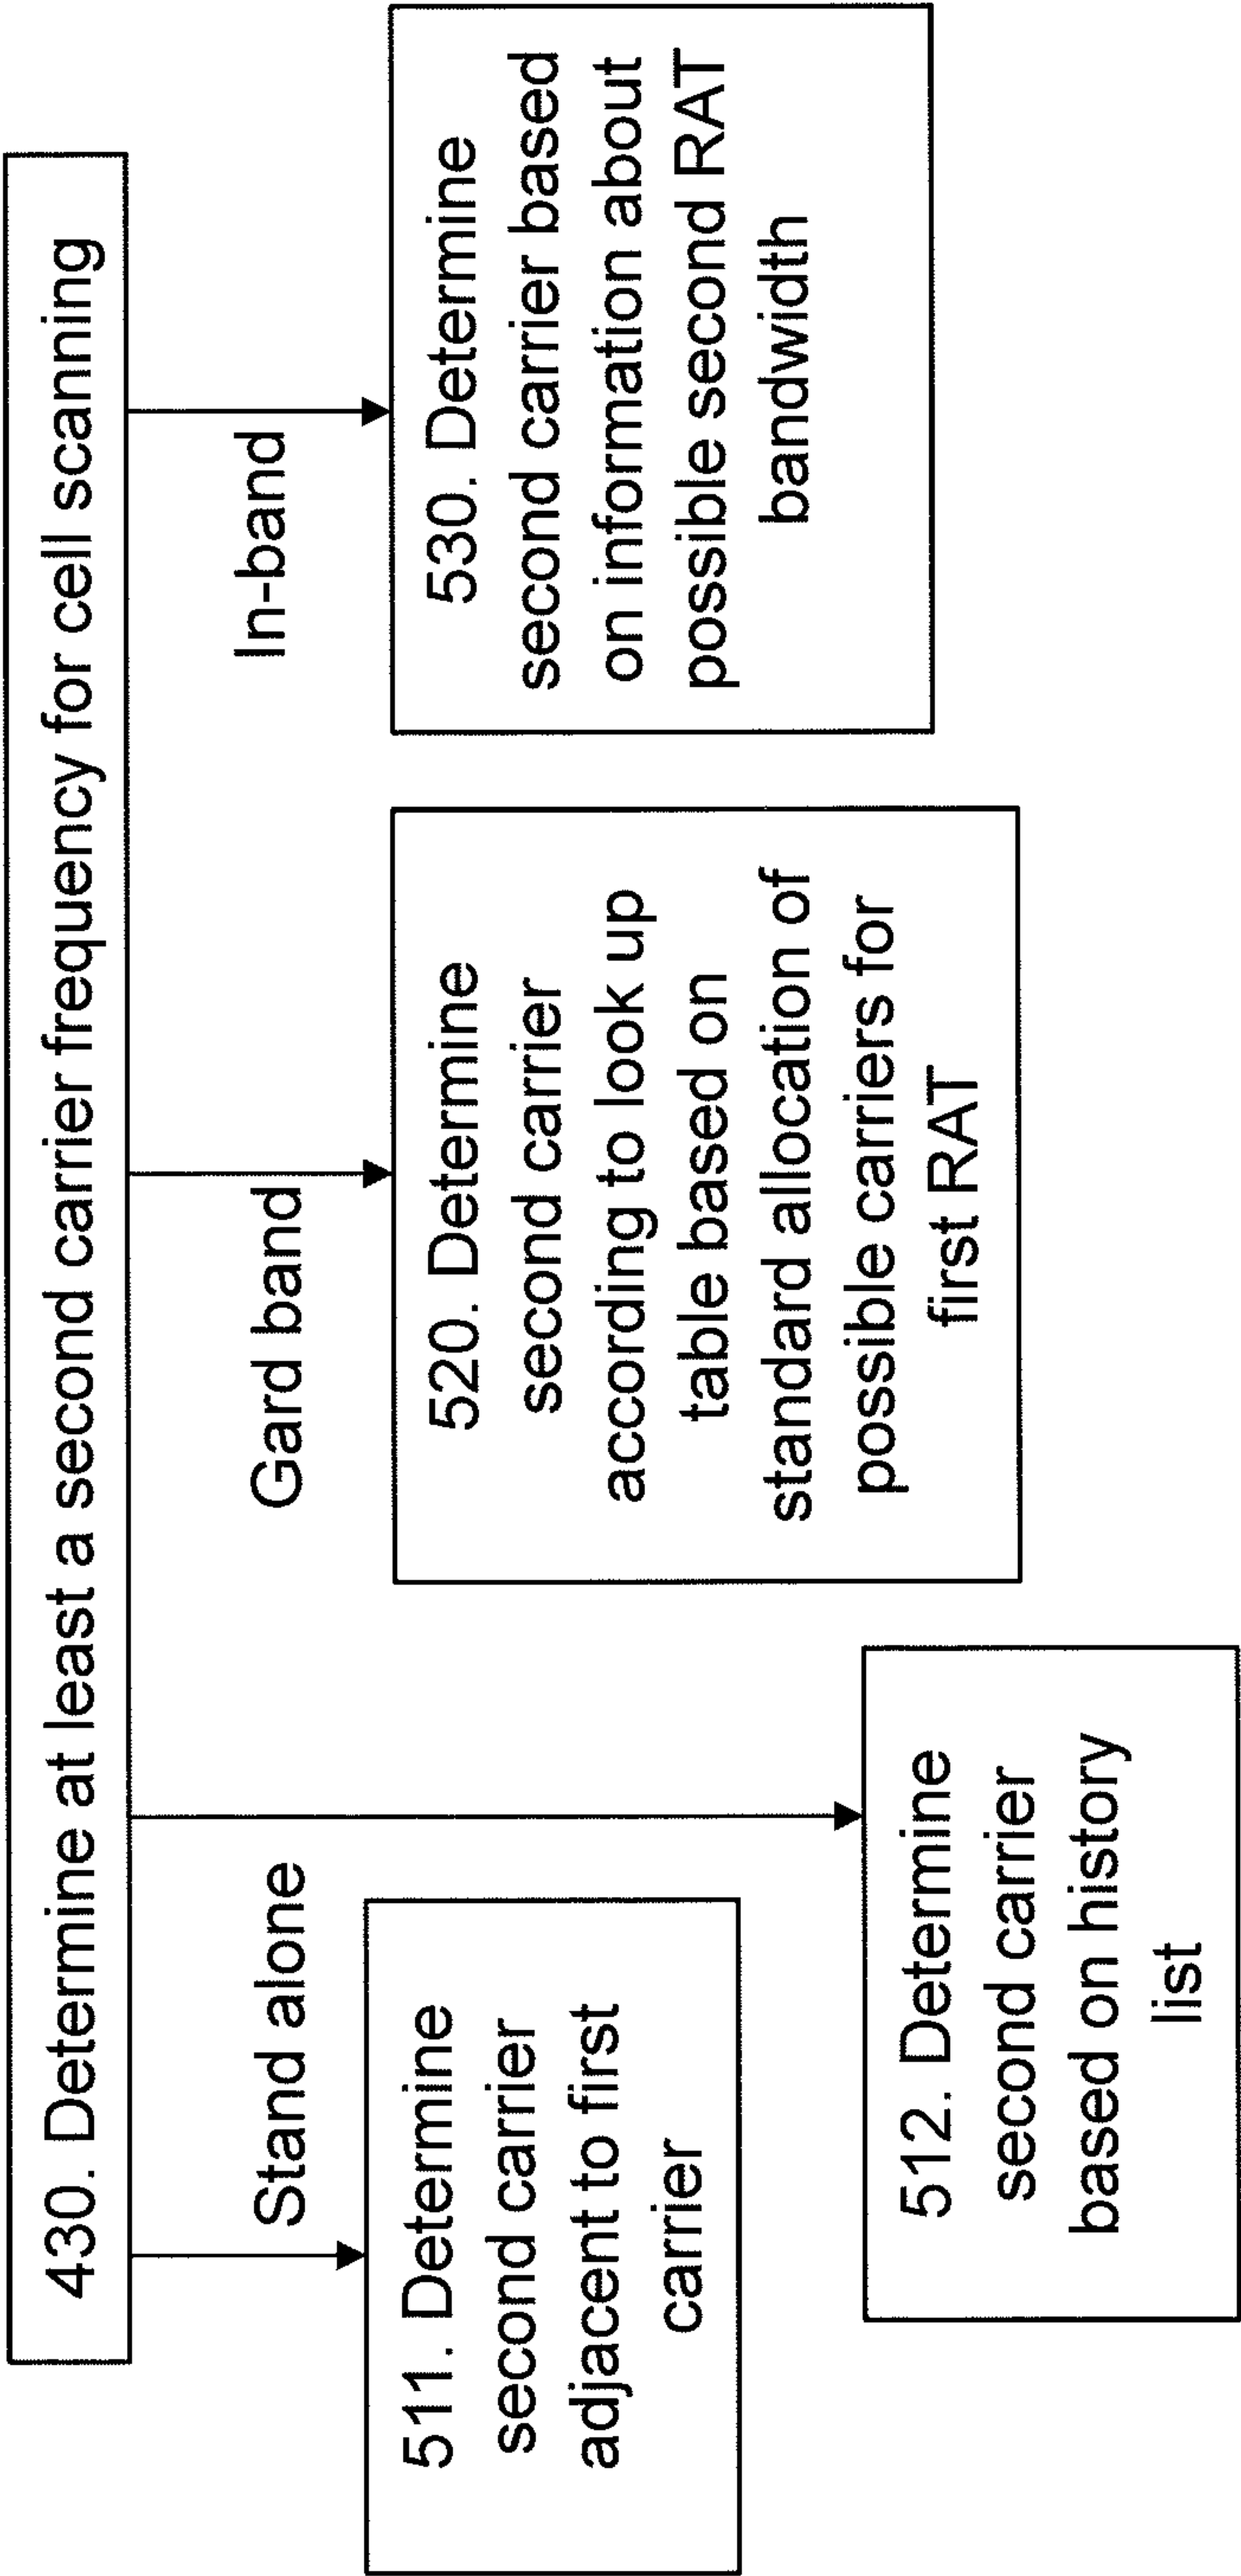 430. Determine at least a second carrier frequency for cell scanning
Stand alone
Gard band
In-band
511. Determine
second carrier
adjacent to first
carrier
512. Determine
second carrier
based on history
list
520. Determine
second carrier
according to look up
table based on
standard allocation of
possible carriers for
first RAT
530. Determine
second carrier based
on information about
possible second RAT
bandwidth